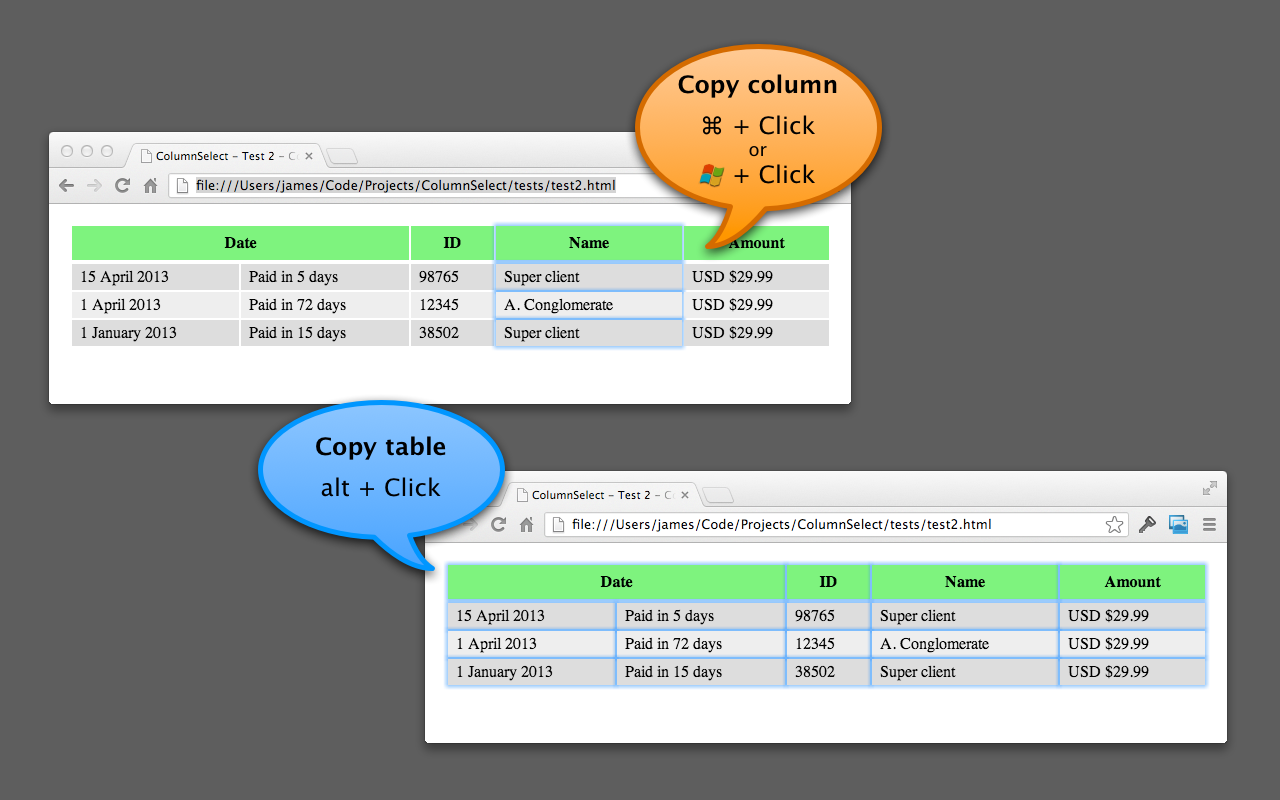 Copy column
⌘ + Click
or
+ Click
ColumnSelect – Test 2 – C
file:///Users/james/Code/Projects/ColumnSelect/tests/test2.html
Date ID Name Amount
15 April 2013 Paid in 5 days 98765 Super client USD $29.99
1 April 2013 Paid in 72 days 12345 A. Conglomerate USD $29.99
1 January 2013 Paid in 15 days 38502 Super client USD $29.99
Copy table
alt + Click
ColumnSelect – Test 2 – C
file:///Users/james/Code/Projects/ColumnSelect/tests/test2.html
Date ID Name Amount
15 April 2013 Paid in 5 days 98765 Super client USD $29.99
1 April 2013 Paid in 72 days 12345 A. Conglomerate USD $29.99
1 January 2013 Paid in 15 days 38502 Super client USD $29.99